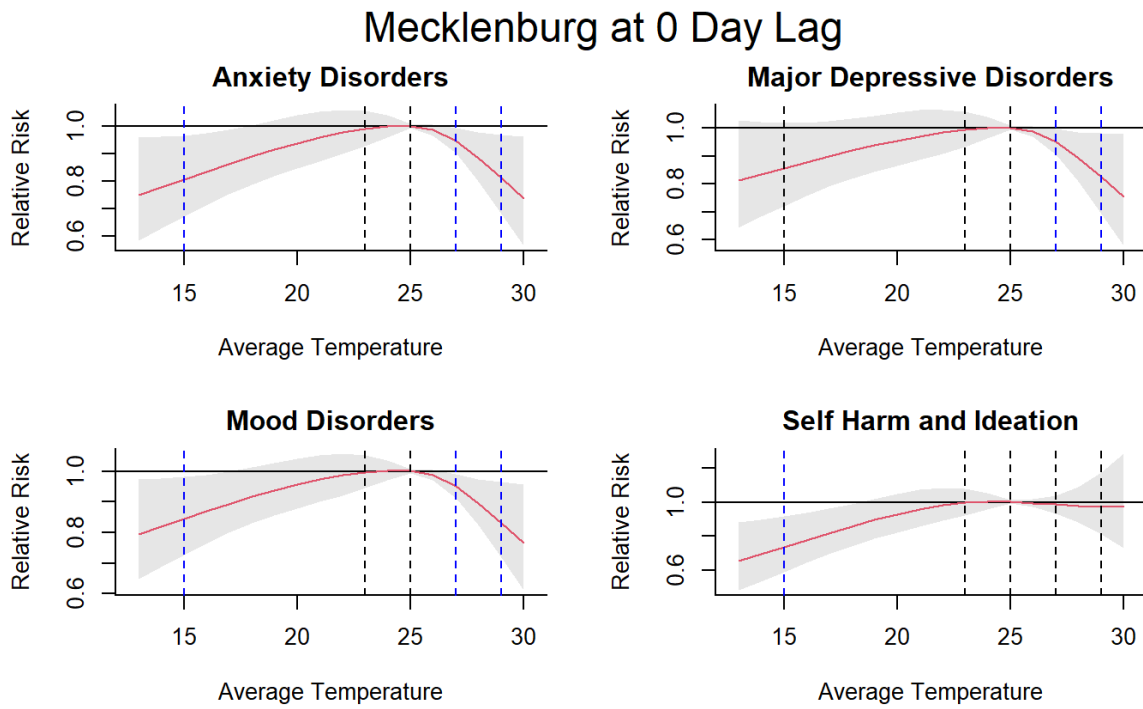 Mecklenburg at 0 Day Lag
Anxiety Disorders
Relative Risk
1.0
0.8
0.6
15 20 25 30
Average Temperature
Major Depressive Disorders
Relative Risk
1.0
0.8
0.6
15 20 25 30
Average Temperature
Mood Disorders
Relative Risk
1.0
0.8
0.6
15 20 25 30
Average Temperature
Self Harm and Ideation
Relative Risk
1.0
0.6
15 20 25 30
Average Temperature